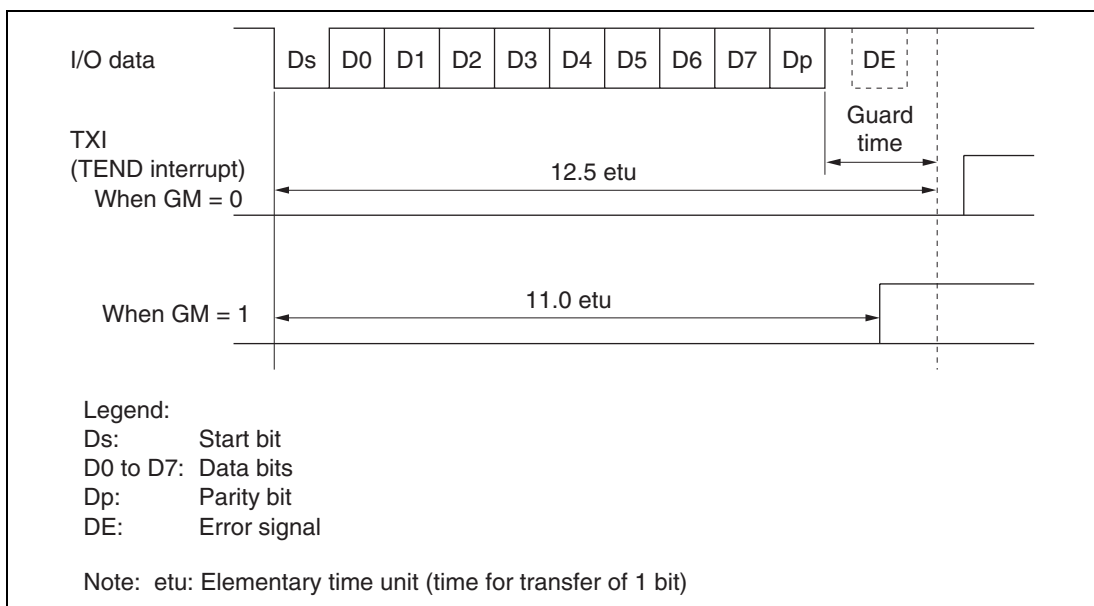 I/O data Ds D0 D1 D2 D3 D4 D5 D6 D7 Dp DE
Guard
time
TXI
(TEND interrupt)
When GM = 0
12.5 etu
When GM = 1
11.0 etu
Legend:
Ds: Start bit
D0 to D7: Data bits
Dp: Parity bit
DE: Error signal
Note: etu: Elementary time unit (time for transfer of 1 bit)